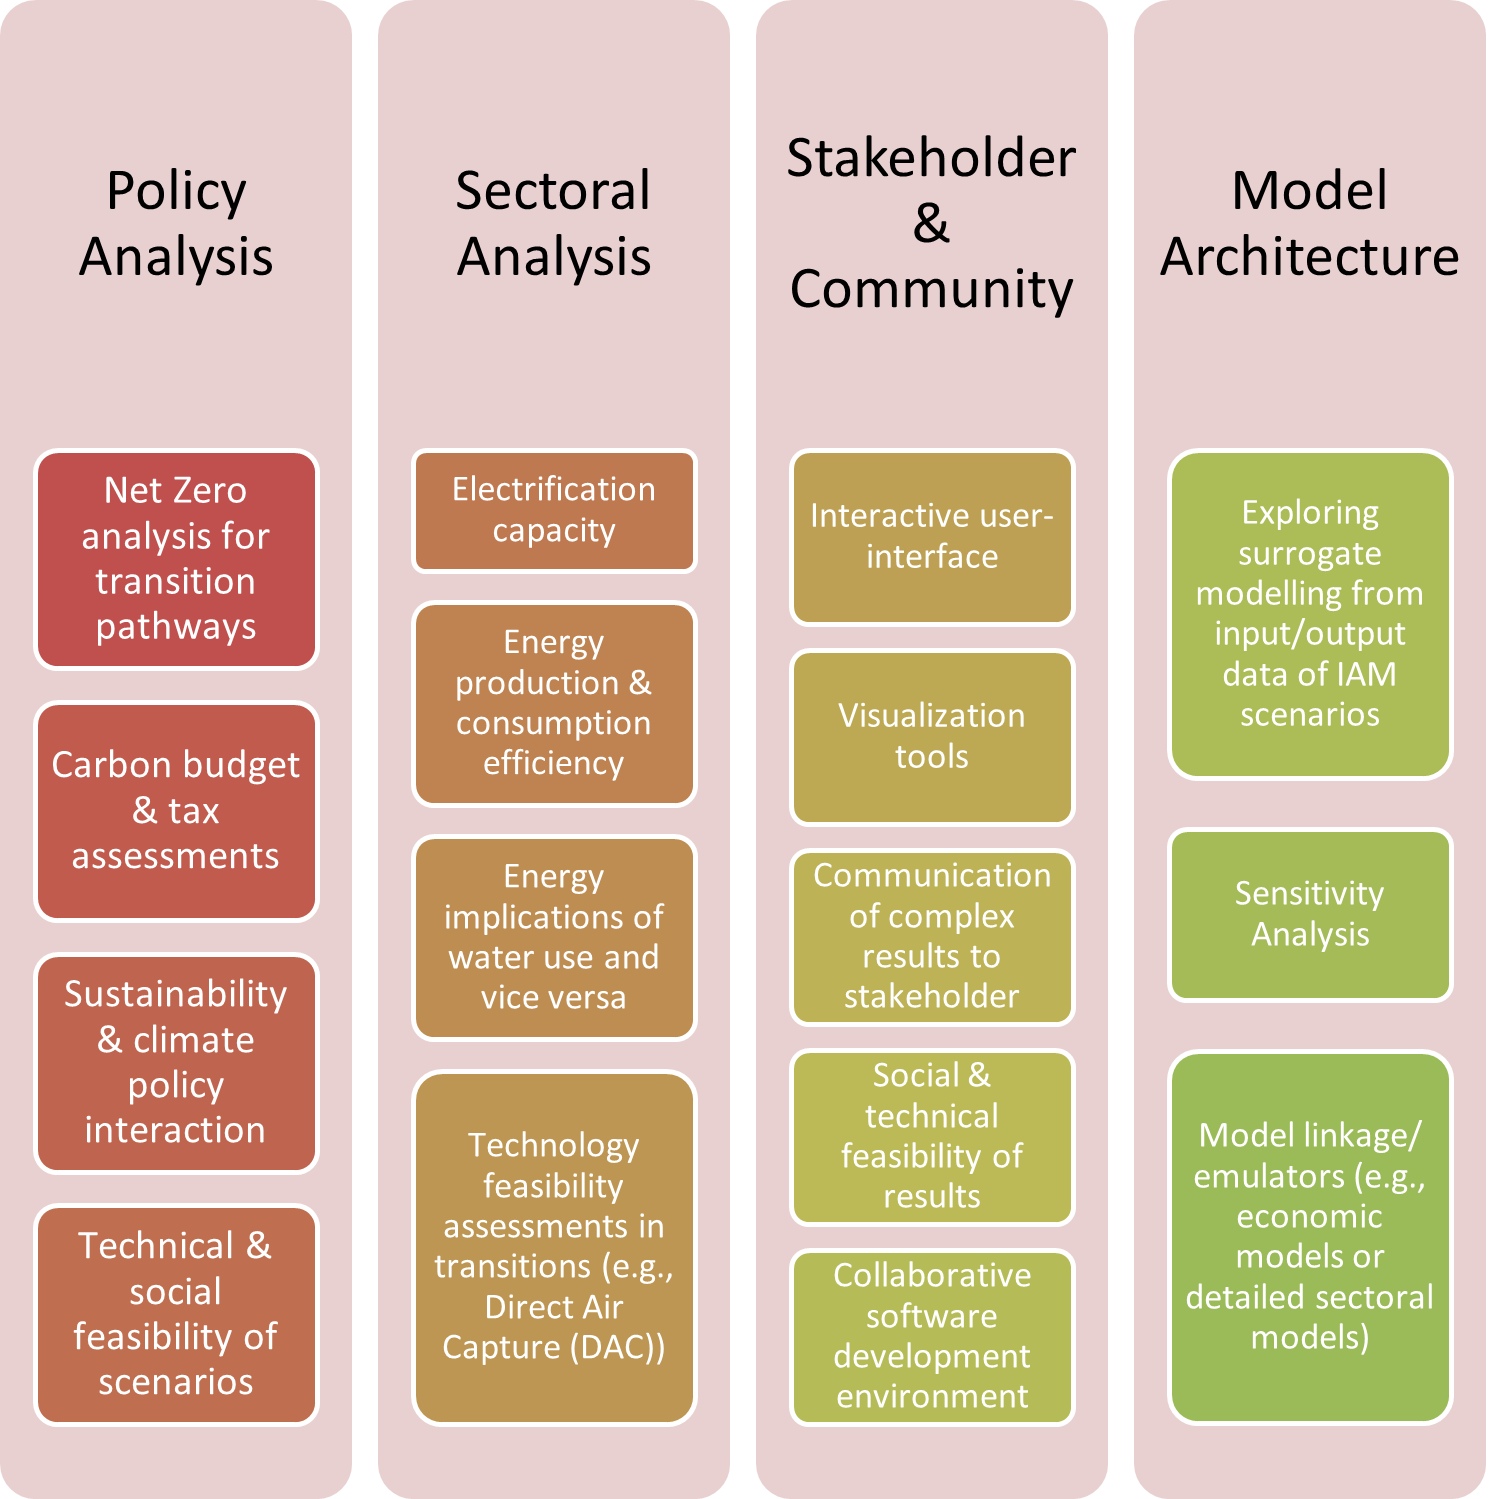 Policy
Analysis
Net Zero
analysis for
transition
pathways
Carbon budget
& tax
assessments
Sustainability
& climate
policy
interaction
Technical &
social
feasibility of
scenarios
Sectoral
Analysis
Electrification
capacity
Energy
production &
consumption
efficiency
Energy
implications of
water use and
vice versa
Technology
feasibility
assessments in
transitions (e.g.,
Direct Air
Capture (DAC))
Stakeholder
&
Community
Interactive user-
interface
Visualization
tools
Communication
of complex
results to
stakeholder
Social &
technical
feasibility of
results
Collaborative
software
development
environment
Model
Architecture
Exploring
surrogate
modelling from
input/output
data of IAM
scenarios
Sensitivity
Analysis
Model linkage/
emulators (e.g.,
economic
models or
detailed sectoral
models)